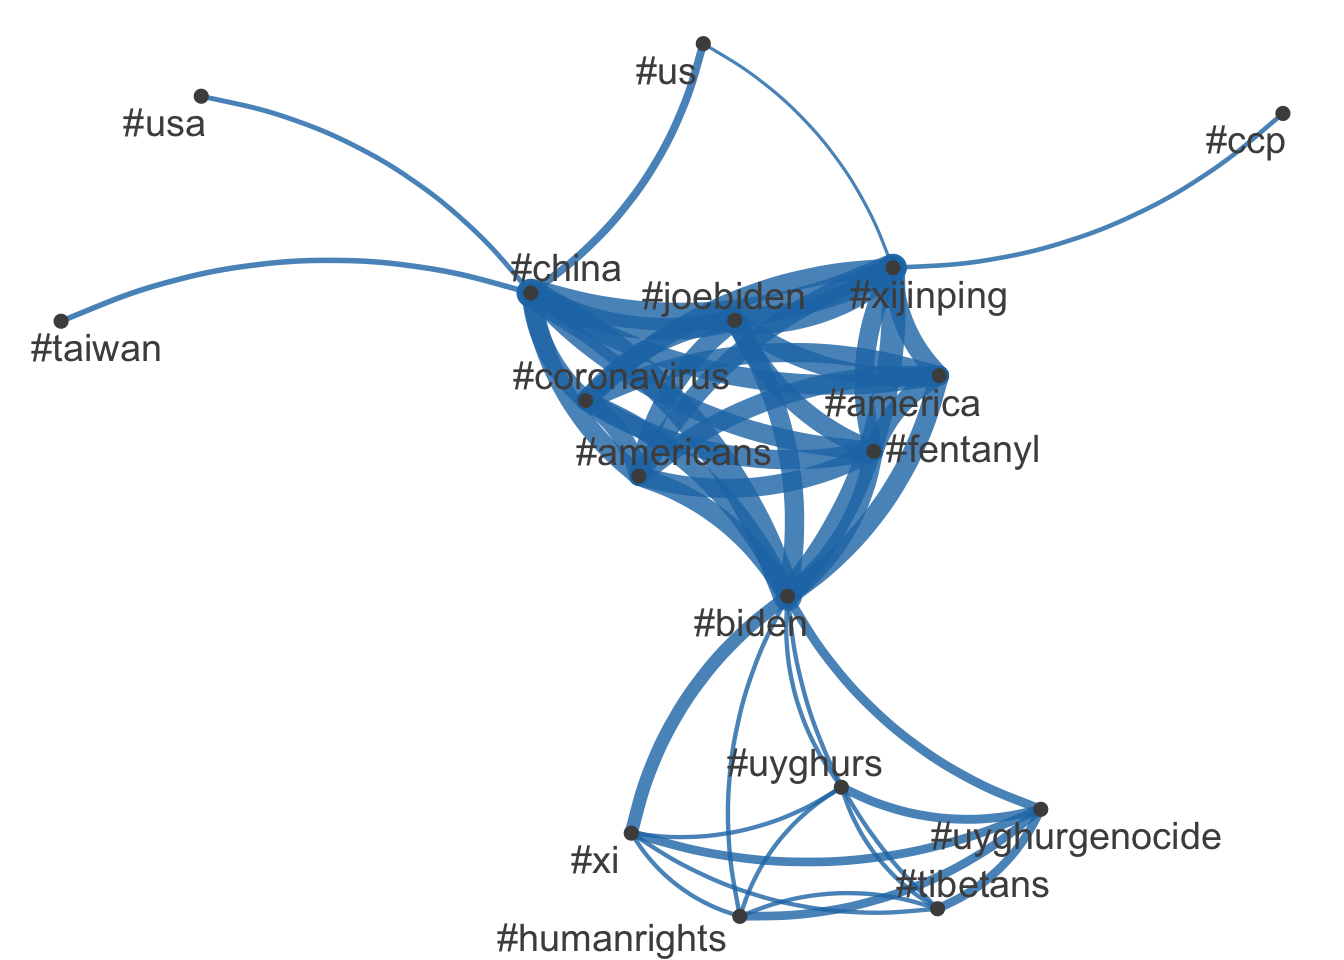 #us
#usa
#ccp
#china
#joebiden
#xijinping
#taiwan
#coronavirus
#america
#americans
#fentanyl
#biden
#uyghurs
#uyghurgenocide
#xi
#tibetans
#humanrights